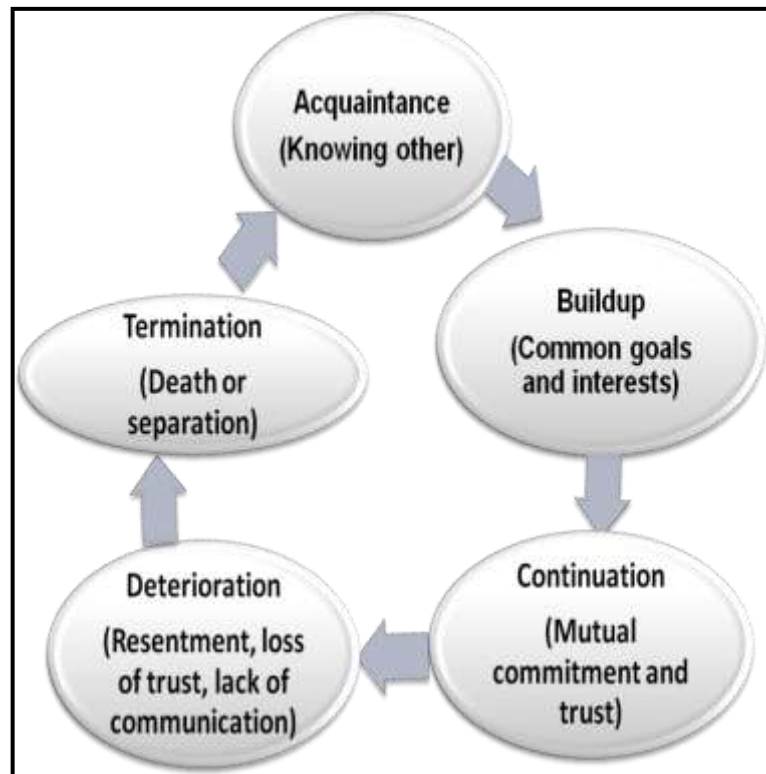 Acquaintance
(Knowing other)
Buildup
(Common goals
and interests)
Continuation
(Mutual
commitment and
trust)
Deterioration
(Resentment, loss
of trust, lack of
communication)
Termination
(Death or
separation)